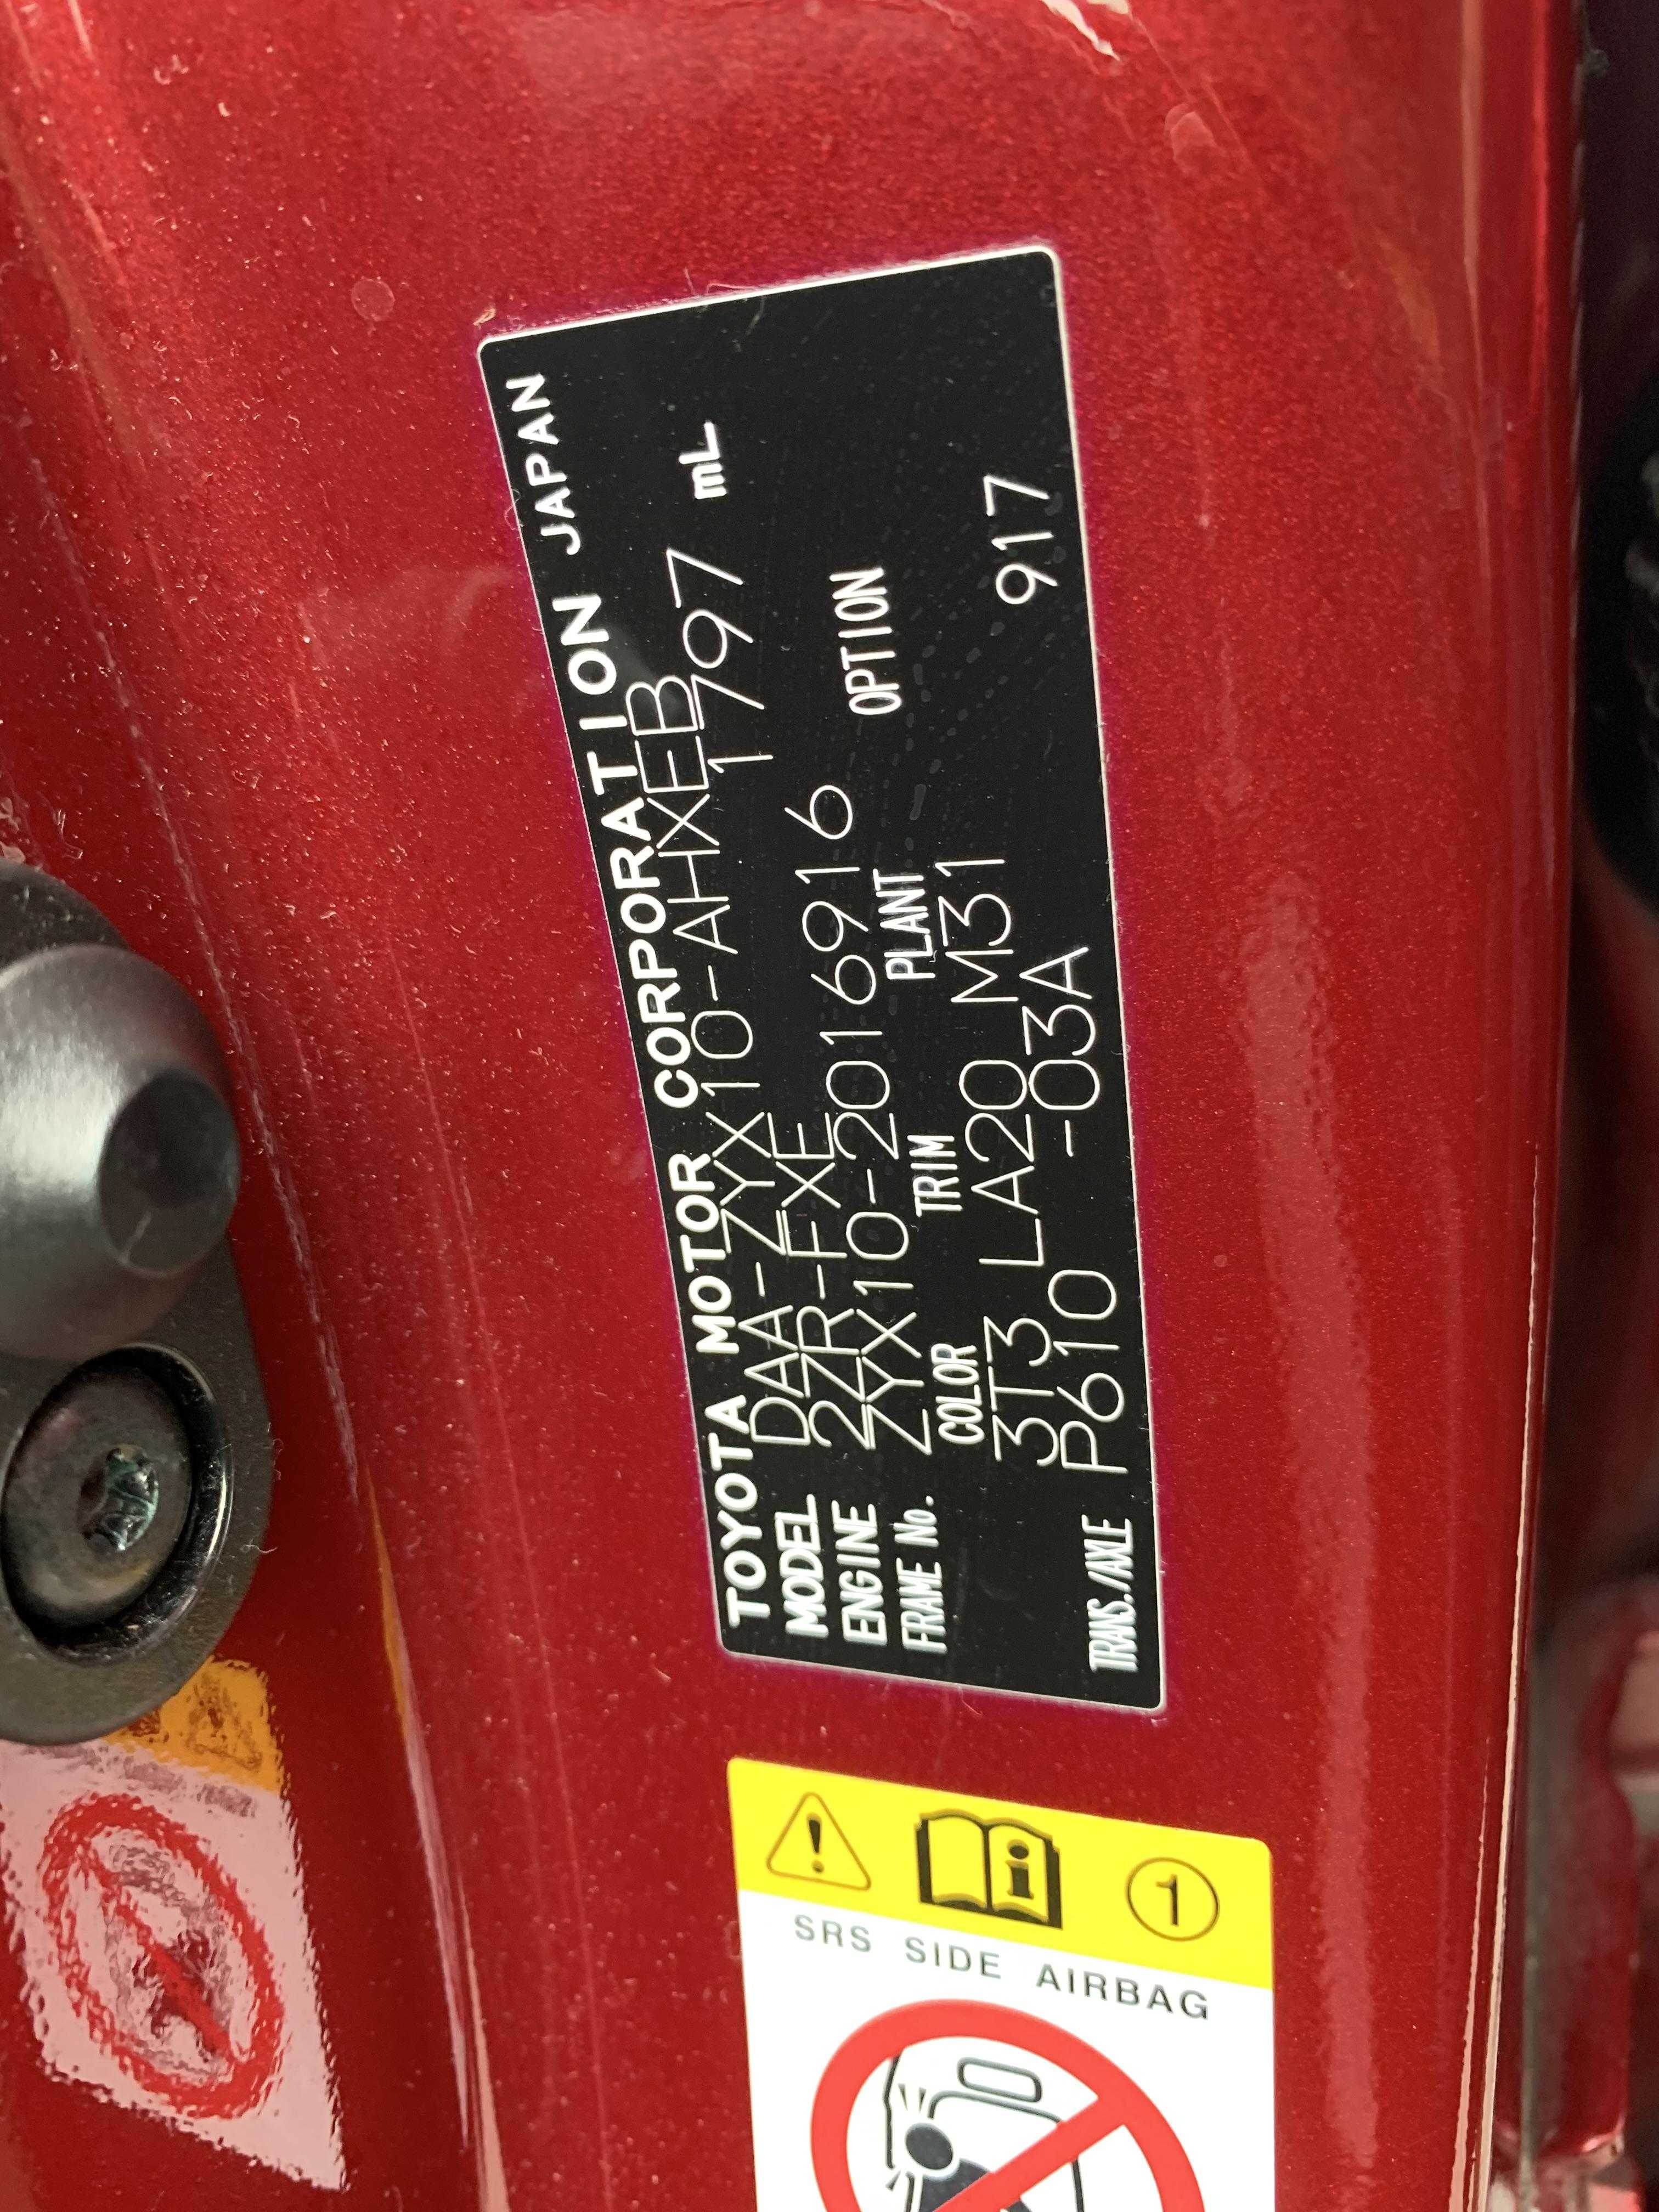 TOYOTA MOTOR CORPORATION JAPAN
MODEL DAA-ZYX10-AHXEB
ENGINE 2ZR-FXE 1797 mL
FRAME No. ZYX10-2016916
COLOR TRIM PLANT OPTION
3T3 LA20 M31 917
TRANS./AXLE P610 -03A
1
SRS SIDE AIRBAG